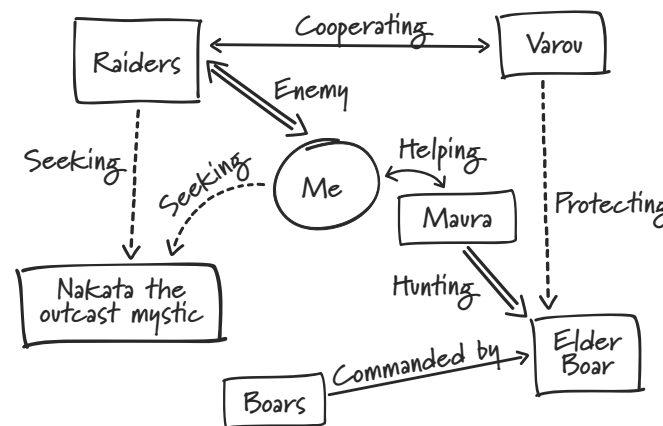 Cooperating
Raiders
Varou
Enemy
Seeking
Seeking
Me
Helping
Maura
Protecting
Nakata the
outcast mystic
Hunting
Elder
Boar
Commanded by
Boars